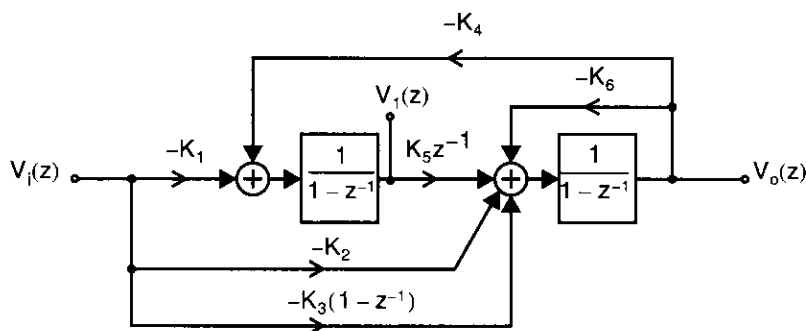 −K₄
−K₆
V₁(z)
Vᵢ(z)
−K₁
+
1
1 − z⁻¹
K₅z⁻¹
+
1
1 − z⁻¹
Vₒ(z)
−K₂
−K₃(1 − z⁻¹)